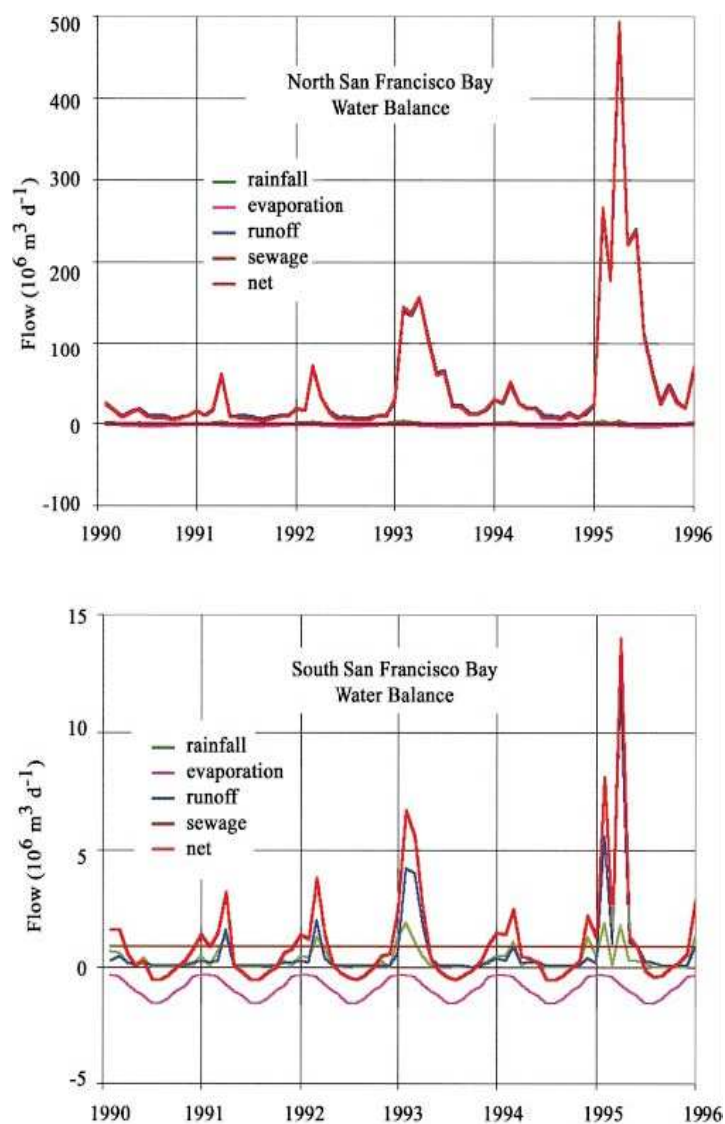 500
North San Francisco Bay
Water Balance
400
300
rainfall
evaporation
runoff
200
sewage
net
100
0
-100
Flow (10⁶ m³ d⁻¹)
1990 1991 1992 1993 1994 1995 1996
15
South San Francisco Bay
Water Balance
rainfall
10
evaporation
runoff
sewage
net
5
0
-5
Flow (10⁶ m³ d⁻¹)
1990 1991 1992 1993 1994 1995 1996